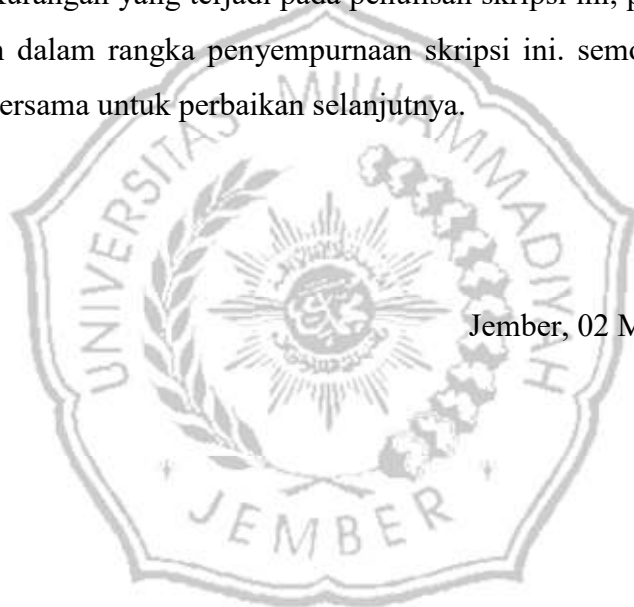 kurangan yang terjadi pada penulisan skripsi ini, p
dalam rangka penyempurnaan skripsi ini. semo
ersama untuk perbaikan selanjutnya.
UNIVERSITAS MUHAMMADIYAH
Jember, 02 M
JEMBER